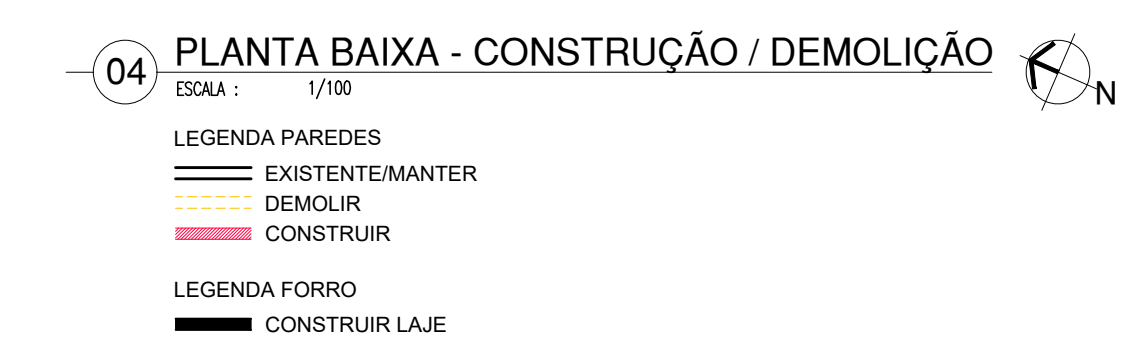 04 PLANTA BAIXA - CONSTRUÇÃO / DEMOLIÇÃO
ESCALA : 1/100
N
LEGENDA PAREDES
EXISTENTE/MANTER
DEMOLIR
CONSTRUIR
LEGENDA FORRO
CONSTRUIR LAJE